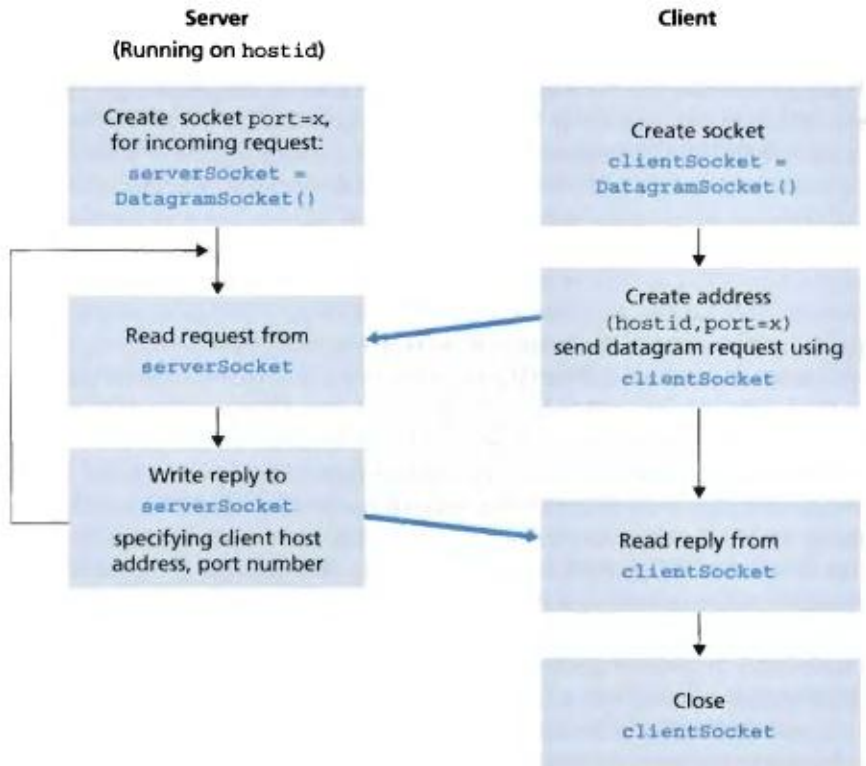 Server
(Running on hostid)
Create socket port=x,
for incoming request:
serverSocket =
DatagramSocket()
Read request from
serverSocket
Write reply to
serverSocket
specifying client host
address, port number
Client
Create socket
clientSocket =
DatagramSocket()
Create address
(hostid,port=x)
send datagram request using
clientSocket
Read reply from
clientSocket
Close
clientSocket